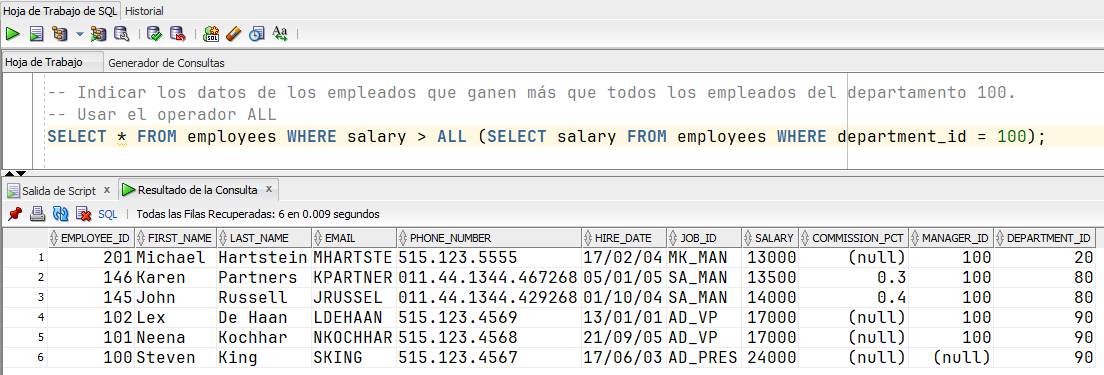 Hoja de Trabajo de SQL Historial
SQL Aa
Hoja de Trabajo Generador de Consultas
-- Indicar los datos de los empleados que ganen más que todos los empleados del departamento 100.
-- Usar el operador ALL
SELECT * FROM employees WHERE salary > ALL (SELECT salary FROM employees WHERE department_id = 100);
Salida de Script x Resultado de la Consulta x
SQL | Todas las Filas Recuperadas: 6 en 0.009 segundos
EMPLOYEE_ID FIRST_NAME LAST_NAME EMAIL PHONE_NUMBER HIRE_DATE JOB_ID SALARY COMMISSION_PCT MANAGER_ID DEPARTMENT_ID
1 201 Michael Hartstein MHARTSTE 515.123.5555 17/02/04 MK_MAN 13000 (null) 100 20
2 146 Karen Partners KPARTNER 011.44.1344.467268 05/01/05 SA_MAN 13500 0.3 100 80
3 145 John Russell JRUSSEL 011.44.1344.429268 01/10/04 SA_MAN 14000 0.4 100 80
4 102 Lex De Haan LDEHAAN 515.123.4569 13/01/01 AD_VP 17000 (null) 100 90
5 101 Neena Kochhar NKOCHHAR 515.123.4568 21/09/05 AD_VP 17000 (null) 100 90
6 100 Steven King SKING 515.123.4567 17/06/03 AD_PRES 24000 (null) (null) 90